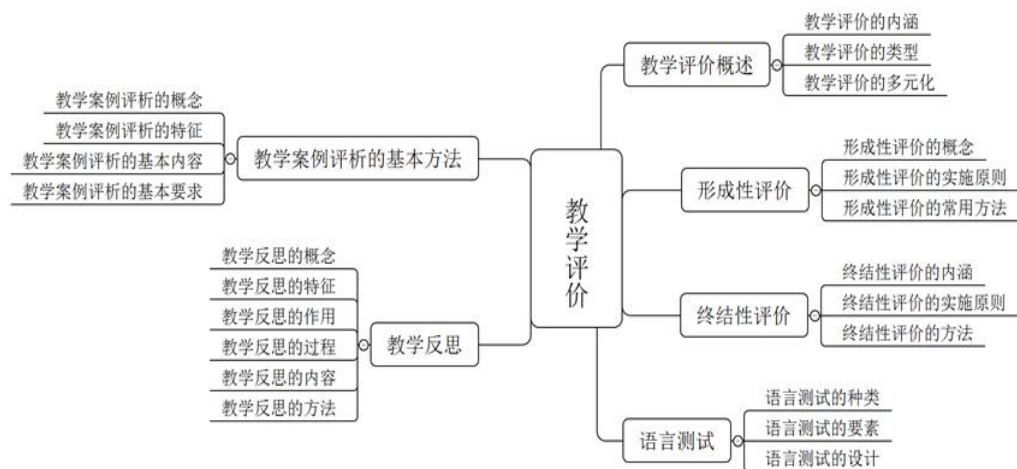 教学评价
教学评价概述
教学评价的内涵
教学评价的类型
教学评价的多元化
形成性评价
形成性评价的概念
形成性评价的实施原则
形成性评价的常用方法
终结性评价
终结性评价的内涵
终结性评价的实施原则
终结性评价的方法
语言测试
语言测试的种类
语言测试的要素
语言测试的设计
教学案例评析的基本方法
教学案例评析的概念
教学案例评析的特征
教学案例评析的基本内容
教学案例评析的基本要求
教学反思
教学反思的概念
教学反思的特征
教学反思的作用
教学反思的过程
教学反思的内容
教学反思的方法